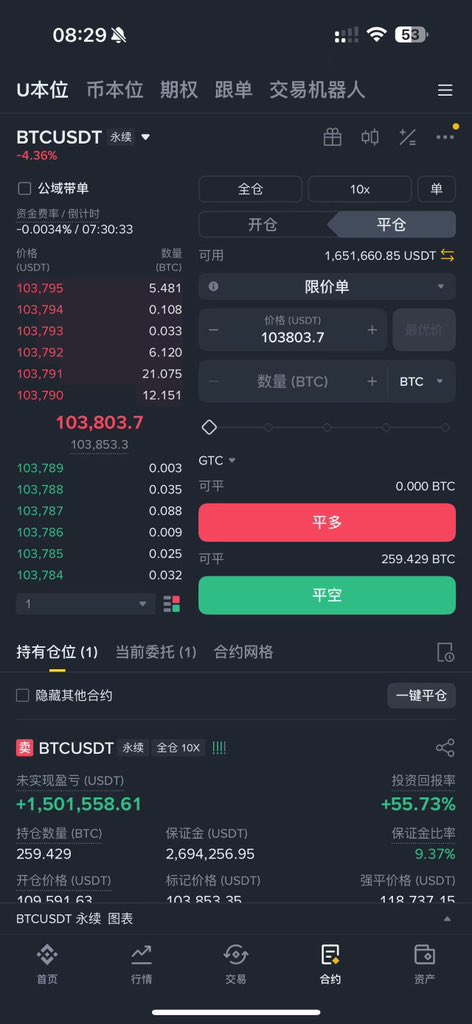 08:29
53
U本位 币本位 期权 跟单 交易机器人
BTCUSDT 永续
-4.36%
公域带单 全仓 10x 单
资金费率 / 倒计时
-0.0034% / 07:30:33
开仓 平仓
价格 (USDT) 数量 (BTC)
可用 1,651,660.85 USDT
103,795 5.481
103,794 0.108
103,793 0.033
103,792 6.120
103,791 21.075
103,790 12.151
限价单
价格 (USDT)
103803.7
最优价
数量 (BTC) BTC
103,803.7
103,853.3
103,789 0.003
103,788 0.035
103,787 0.088
103,786 0.009
103,785 0.025
103,784 0.032
1
GTC
可平 0.000 BTC
平多
可平 259.429 BTC
平空
持有仓位 (1) 当前委托 (1) 合约网格
隐藏其他合约 一键平仓
卖 BTCUSDT 永续 全仓 10X !!!!
未实现盈亏 (USDT) 投资回报率
+1,501,558.61 +55.73%
持仓数量 (BTC) 保证金 (USDT) 保证金比率
259.429 2,694,256.95 9.37%
开仓价格 (USDT) 标记价格 (USDT) 强平价格 (USDT)
109,591.63 103,853.35 118,737.15
BTCUSDT 永续 图表
首页 行情 交易 合约 资产